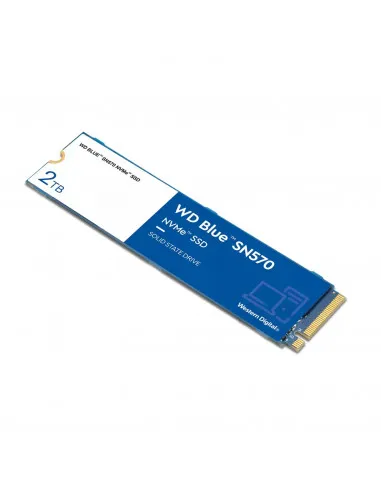 WD BLUE™ SN570 NVMe™ SSD
2TB
WD Blue™ SN570
NVMe™ SSD
SOLID STATE DRIVE
Western Digital®